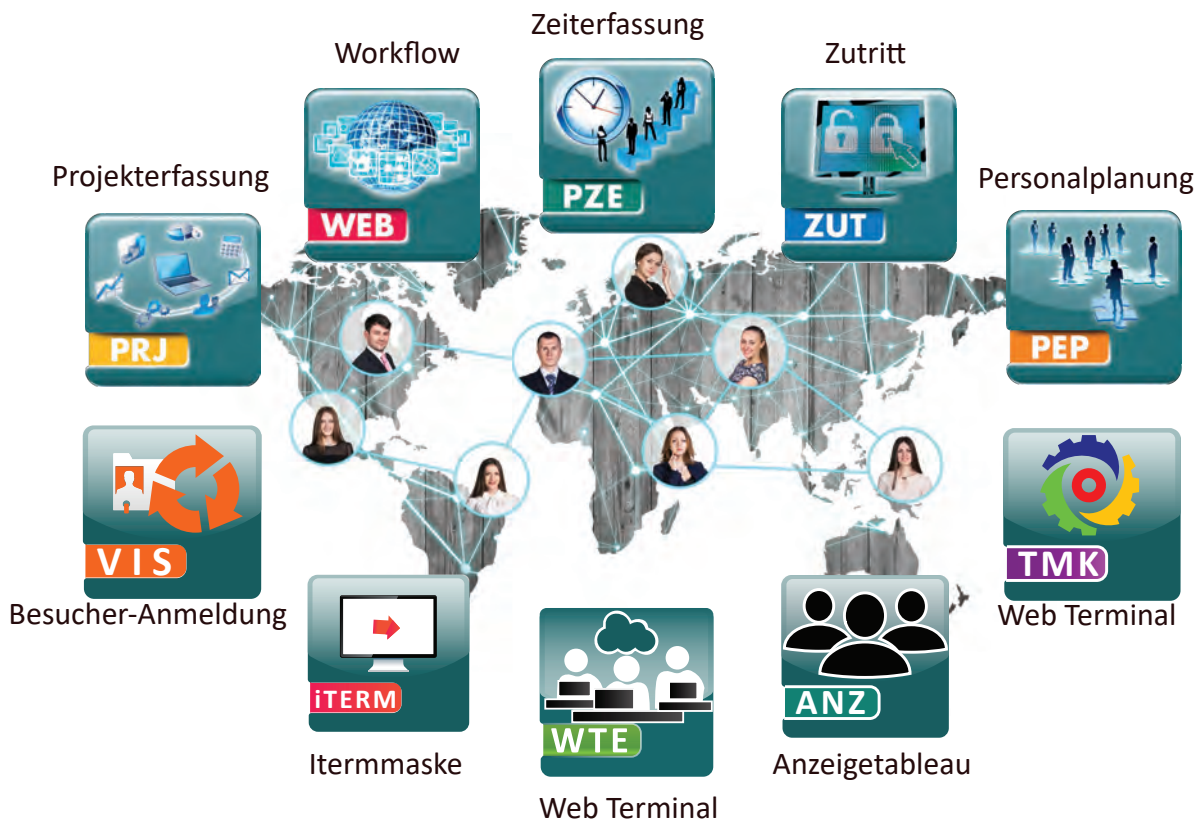 Zeiterfassung
Workflow
Zutritt
PZE
WEB
ZUT
Projekterfassung
Personalplanung
PRJ
PEP
VIS
Besucher-Anmeldung
TMK
Web Terminal
iTERM
Itermmaske
WTE
Web Terminal
ANZ
Anzeigetableau